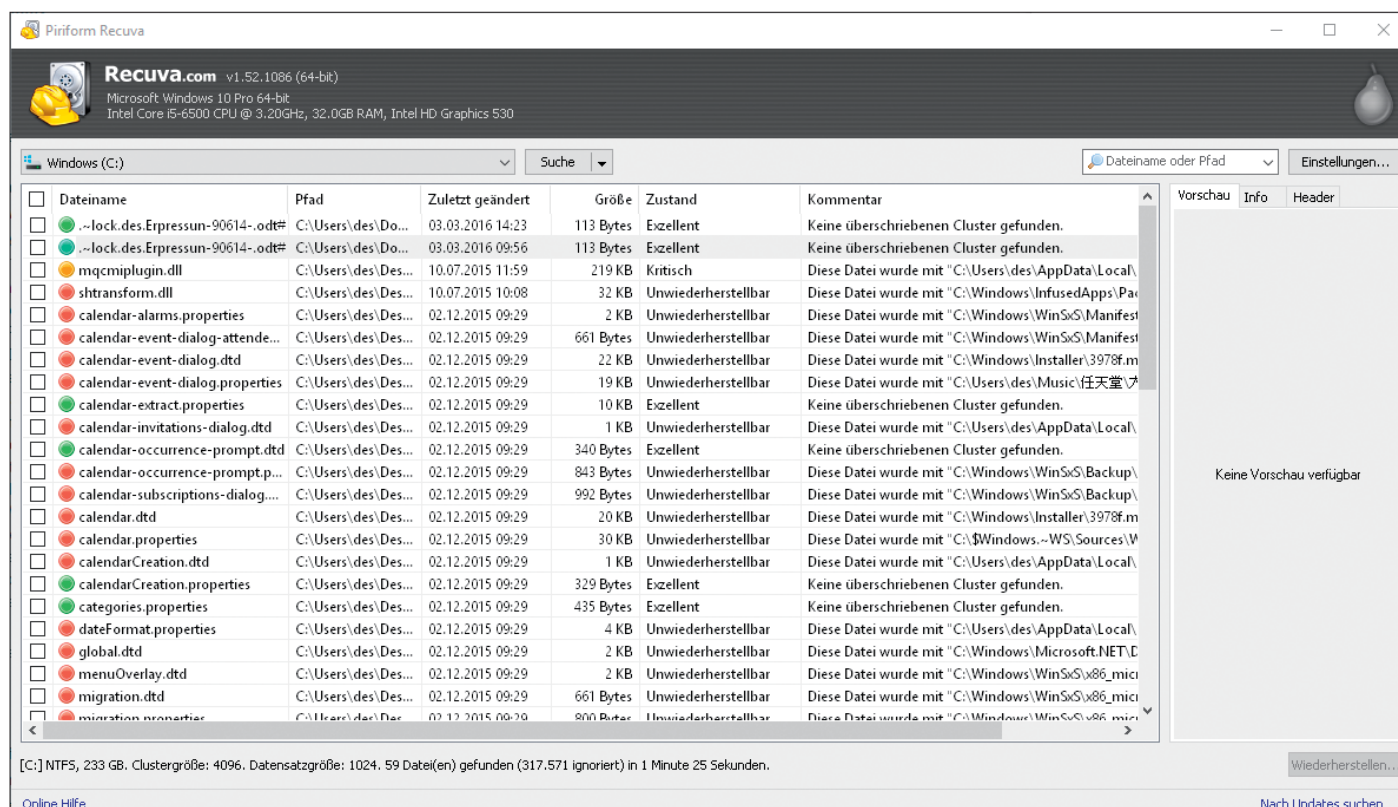 Piriform Recuva
Recuva.com v1.52.1086 (64-bit)
Microsoft Windows 10 Pro 64-bit
Intel Core i5-6500 CPU @ 3.20GHz, 32.0GB RAM, Intel HD Graphics 530
Windows (C:) Suche Dateiname oder Pfad Einstellungen...
Dateiname Pfad Zuletzt geändert Größe Zustand Kommentar Vorschau Info Header
.~lock.des.Erpressun-90614-.odt# C:\Users\des\Do... 03.03.2016 14:23 113 Bytes Exzellent Keine überschriebenen Cluster gefunden.
.~lock.des.Erpressun-90614-.odt# C:\Users\des\Do... 03.03.2016 09:56 113 Bytes Exzellent Keine überschriebenen Cluster gefunden.
mqcmiplugin.dll C:\Users\des\Des... 10.07.2015 11:59 219 KB Kritisch Diese Datei wurde mit "C:\Users\des\AppData\Local\
shtransform.dll C:\Users\des\Des... 10.07.2015 10:08 32 KB Unwiederherstellbar Diese Datei wurde mit "C:\Windows\InfusedApps\Pa
calendar-alarms.properties C:\Users\des\Des... 02.12.2015 09:29 2 KB Unwiederherstellbar Diese Datei wurde mit "C:\Windows\WinSxS\Manifest
calendar-event-dialog-attende... C:\Users\des\Des... 02.12.2015 09:29 661 Bytes Unwiederherstellbar Diese Datei wurde mit "C:\Windows\WinSxS\Manifest
calendar-event-dialog.dtd C:\Users\des\Des... 02.12.2015 09:29 22 KB Unwiederherstellbar Diese Datei wurde mit "C:\Windows\Installer\3978f.m
calendar-event-dialog.properties C:\Users\des\Des... 02.12.2015 09:29 19 KB Unwiederherstellbar Diese Datei wurde mit "C:\Users\des\Music\任天堂\
calendar-extract.properties C:\Users\des\Des... 02.12.2015 09:29 10 KB Exzellent Keine überschriebenen Cluster gefunden.
calendar-invitations-dialog.dtd C:\Users\des\Des... 02.12.2015 09:29 1 KB Unwiederherstellbar Diese Datei wurde mit "C:\Users\des\AppData\Local\
calendar-occurrence-prompt.dtd C:\Users\des\Des... 02.12.2015 09:29 340 Bytes Exzellent Keine überschriebenen Cluster gefunden.
calendar-occurrence-prompt.p... C:\Users\des\Des... 02.12.2015 09:29 843 Bytes Unwiederherstellbar Diese Datei wurde mit "C:\Windows\WinSxS\Backup\
calendar-subscriptions-dialog.... C:\Users\des\Des... 02.12.2015 09:29 992 Bytes Unwiederherstellbar Diese Datei wurde mit "C:\Windows\WinSxS\Backup\
Keine Vorschau verfügbar
calendar.dtd C:\Users\des\Des... 02.12.2015 09:29 20 KB Unwiederherstellbar Diese Datei wurde mit "C:\Windows\Installer\3978f.m
calendar.properties C:\Users\des\Des... 02.12.2015 09:29 30 KB Unwiederherstellbar Diese Datei wurde mit "C:\$Windows.~WS\Sources\W
calendarCreation.dtd C:\Users\des\Des... 02.12.2015 09:29 1 KB Unwiederherstellbar Diese Datei wurde mit "C:\Users\des\AppData\Local\
calendarCreation.properties C:\Users\des\Des... 02.12.2015 09:29 329 Bytes Exzellent Keine überschriebenen Cluster gefunden.
categories.properties C:\Users\des\Des... 02.12.2015 09:29 435 Bytes Exzellent Keine überschriebenen Cluster gefunden.
dateFormat.properties C:\Users\des\Des... 02.12.2015 09:29 4 KB Unwiederherstellbar Diese Datei wurde mit "C:\Users\des\AppData\Local\
global.dtd C:\Users\des\Des... 02.12.2015 09:29 2 KB Unwiederherstellbar Diese Datei wurde mit "C:\Windows\Microsoft.NET\
menuOverlay.dtd C:\Users\des\Des... 02.12.2015 09:29 2 KB Unwiederherstellbar Diese Datei wurde mit "C:\Windows\WinSxS\x86_mic
migration.dtd C:\Users\des\Des... 02.12.2015 09:29 661 Bytes Unwiederherstellbar Diese Datei wurde mit "C:\Windows\WinSxS\x86_mic
migration.properties C:\Users\des\Des... 02.12.2015 09:29 800 Bytes Unwiederherstellbar Diese Datei wurde mit "C:\Windows\WinSxS\x86_mic
[C:] NTFS, 233 GB. Clustergröße: 4096. Datensatzgröße: 1024. 59 Datei(en) gefunden (317.571 ignoriert) in 1 Minute 25 Sekunden. Wiederherstellen...
Online Hilfe Nach Updates suchen